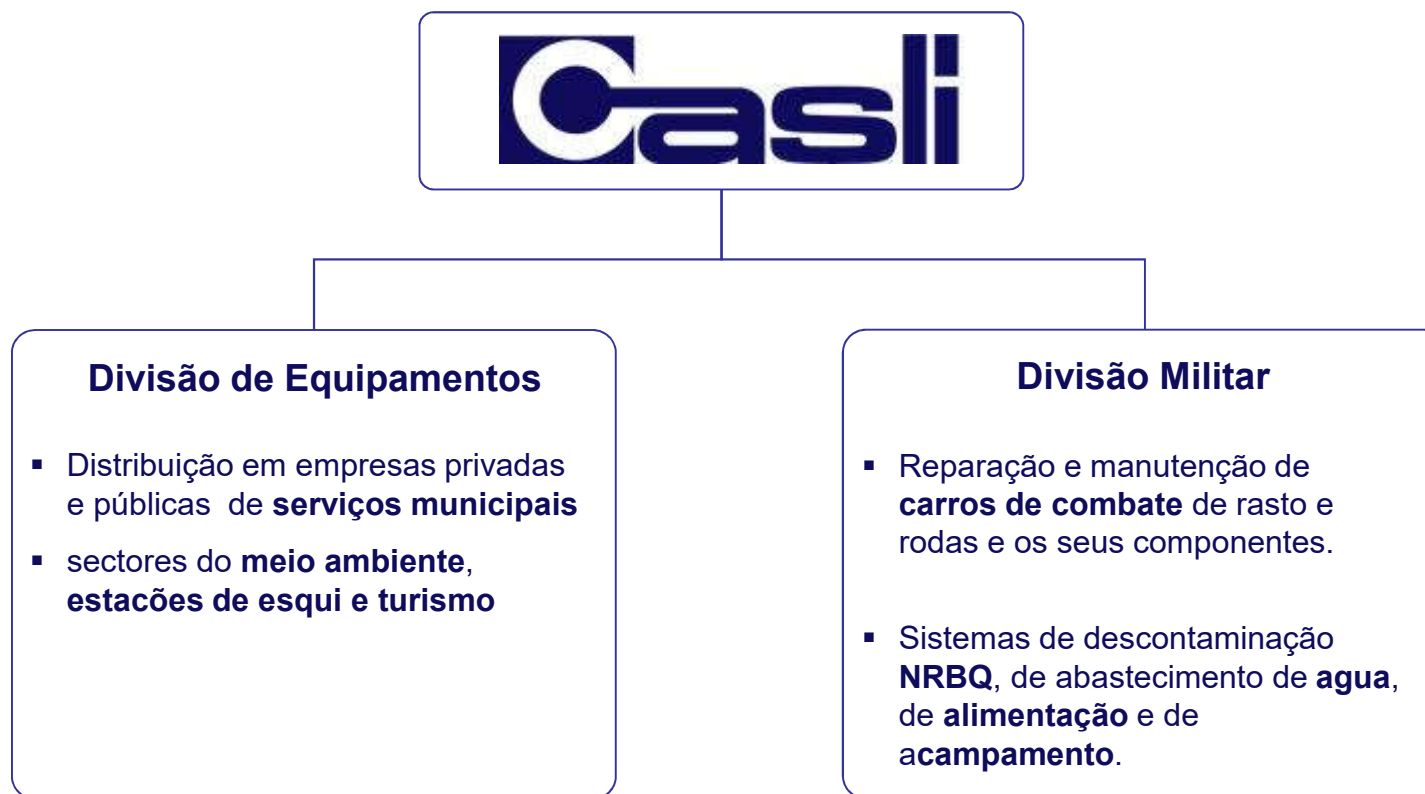 Casli
Divisão de Equipamentos
▪ Distribuição em empresas privadas
e públicas de serviços municipais
▪ sectores do meio ambiente,
estacões de esqui e turismo
Divisão Militar
▪ Reparação e manutenção de
carros de combate de rasto e
rodas e os seus componentes.
▪ Sistemas de descontaminação
NRBQ, de abastecimento de agua,
de alimentação e de
acampamento.